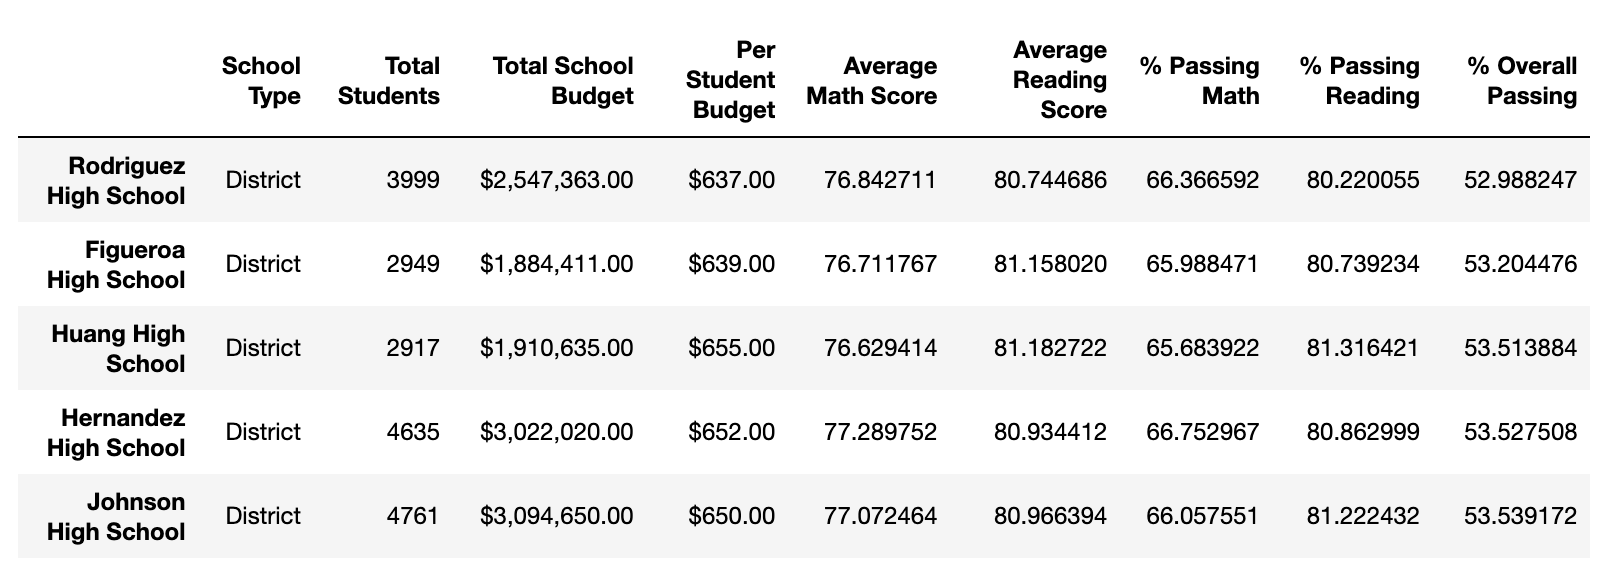 School Type Total Students Total School Budget Per Student Budget Average Math Score Average Reading Score % Passing Math % Passing Reading % Overall Passing
Rodriguez High School District 3999 $2,547,363.00 $637.00 76.842711 80.744686 66.366592 80.220055 52.988247
Figueroa High School District 2949 $1,884,411.00 $639.00 76.711767 81.158020 65.988471 80.739234 53.204476
Huang High School District 2917 $1,910,635.00 $655.00 76.629414 81.182722 65.683922 81.316421 53.513884
Hernandez High School District 4635 $3,022,020.00 $652.00 77.289752 80.934412 66.752967 80.862999 53.527508
Johnson High School District 4761 $3,094,650.00 $650.00 77.072464 80.966394 66.057551 81.222432 53.539172